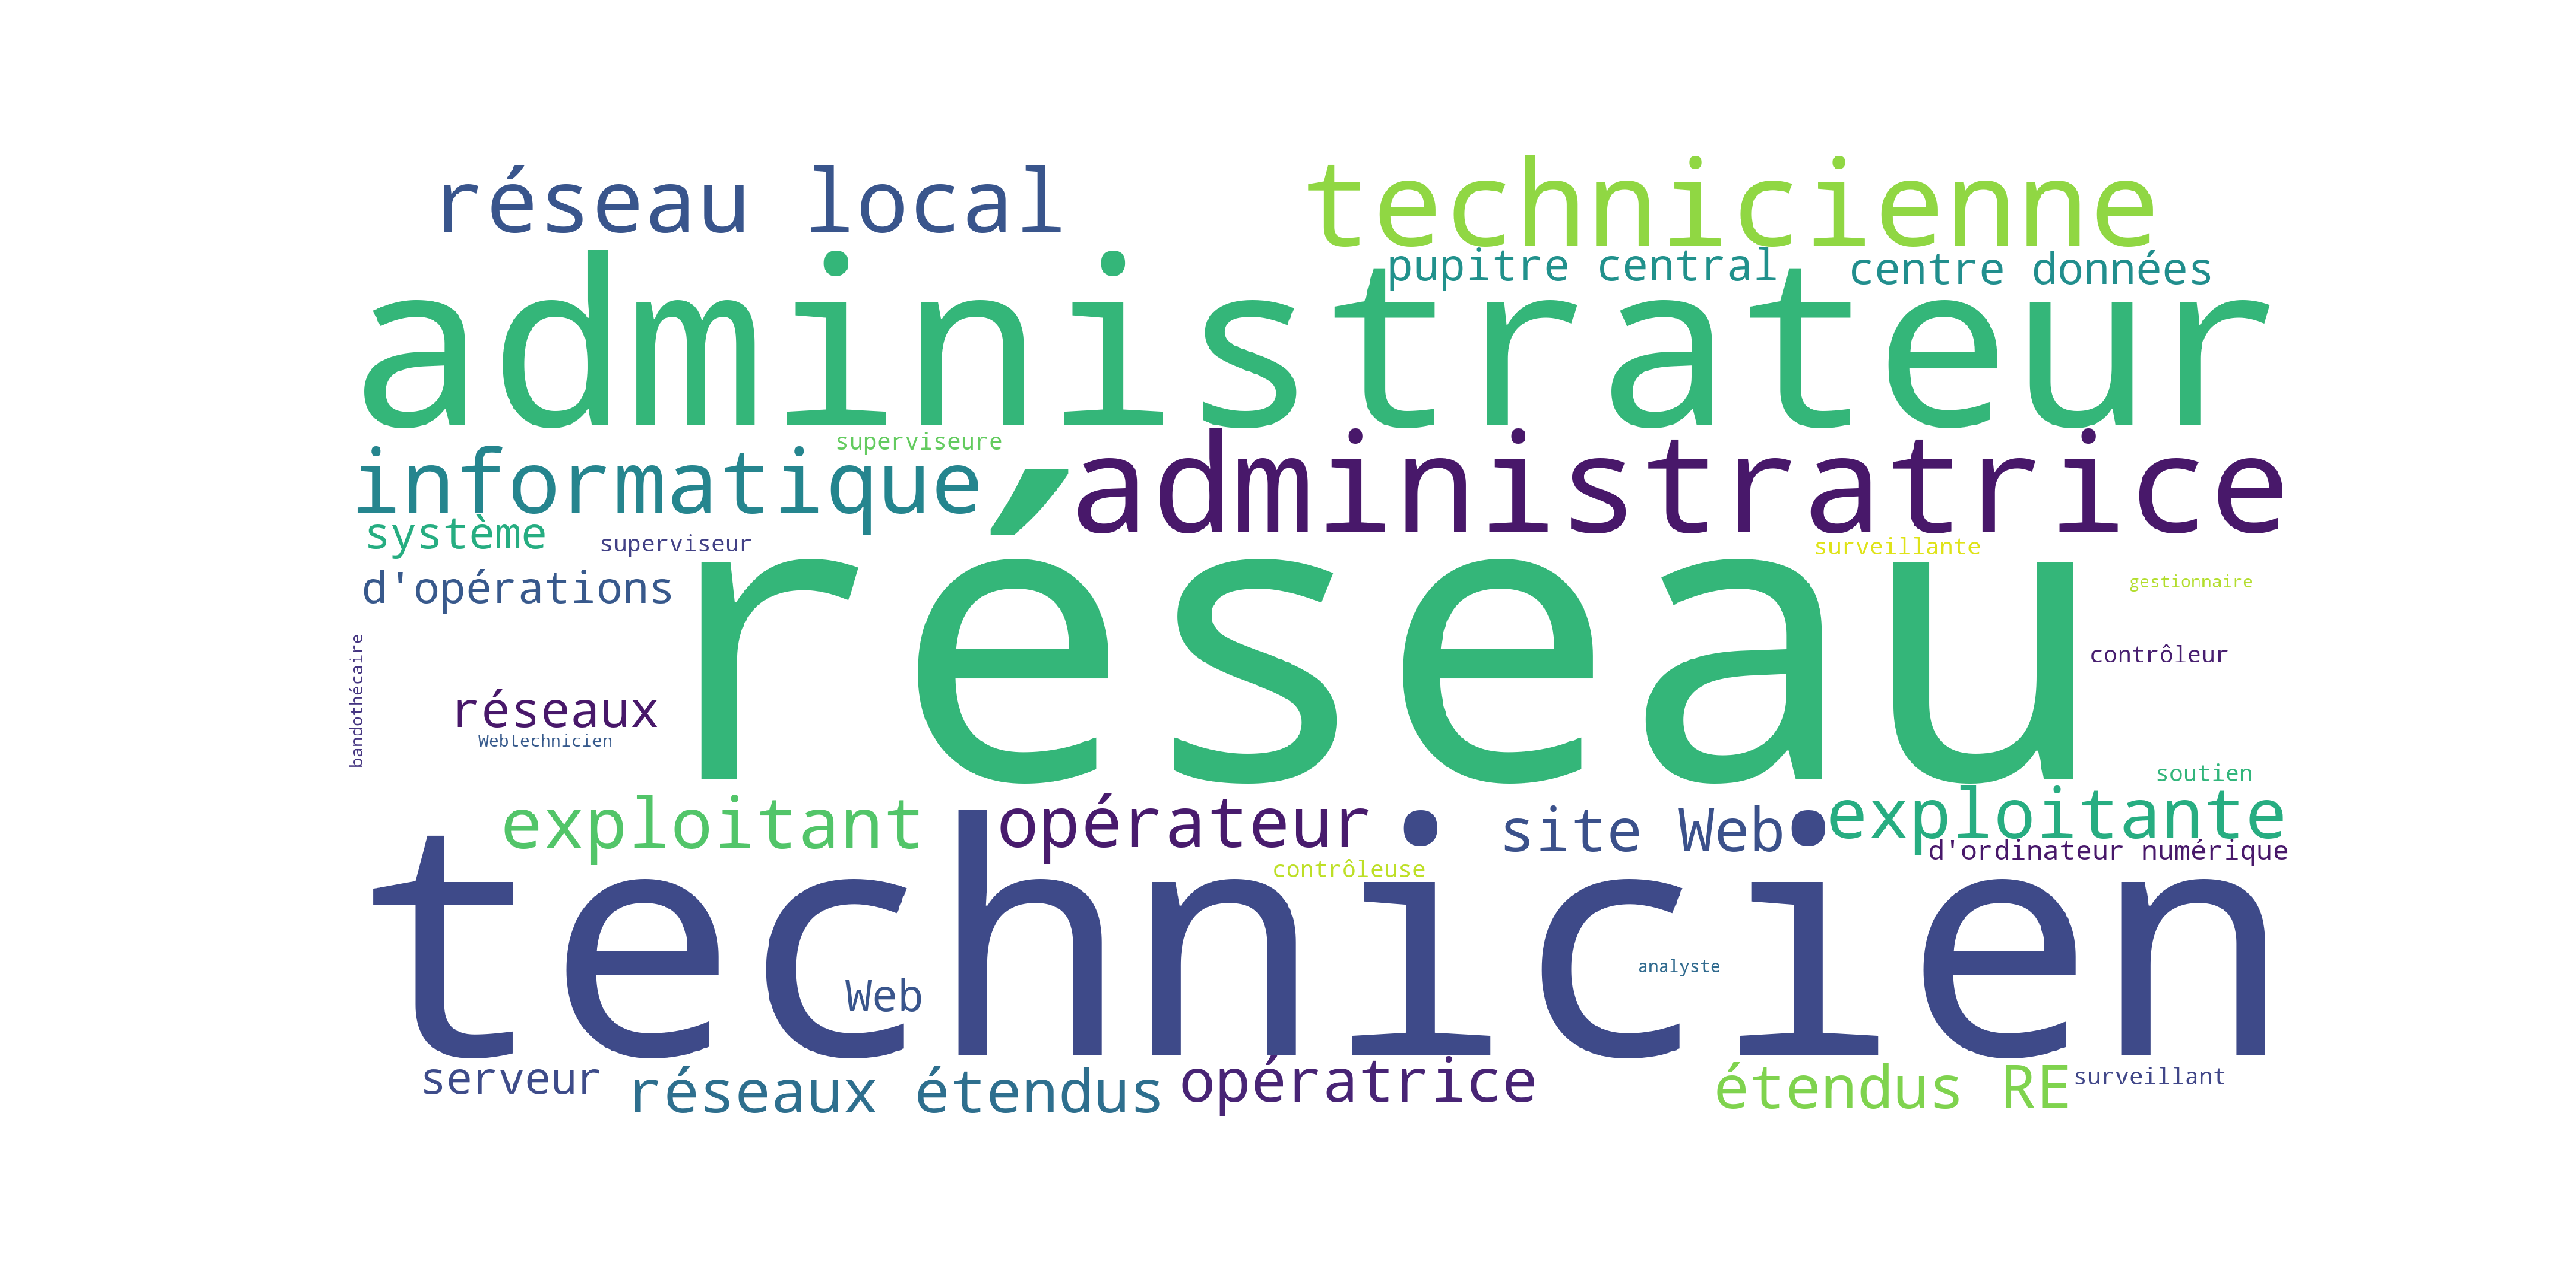 réseau local
technicienne
pupitre central
centre données
administrateur
superviseure
informatique
administratrice
système
superviseur
surveillante
d'opérations
gestionnaire
réseau
bandothécaire
contrôleur
réseaux
Webtechnicien
soutien
exploitant
opérateur
site Web
exploitante
d'ordinateur numérique
contrôleuse
technicien
analyste
Web
serveur
réseaux étendus
opératrice
étendus RE
surveillant